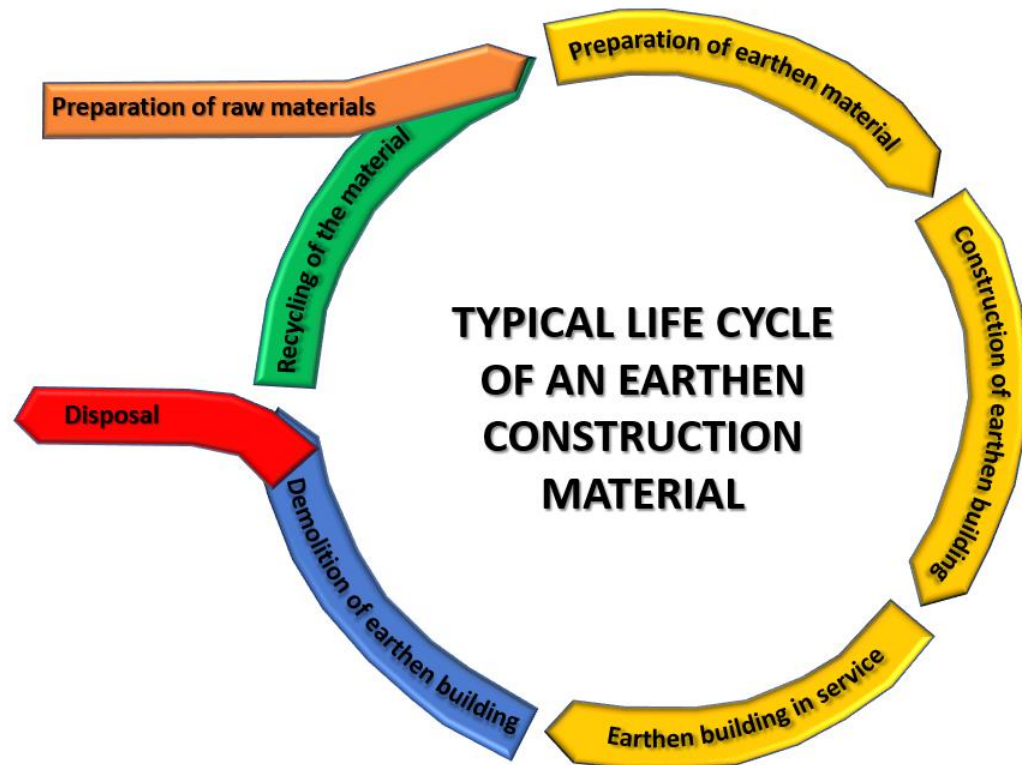 Preparation of raw materials
Preparation of earthen material
Recycling of the material
Construction of earthen building
TYPICAL LIFE CYCLE
OF AN EARTHEN
CONSTRUCTION
MATERIAL
Disposal
Demolition of earthen building
Earthen building in service